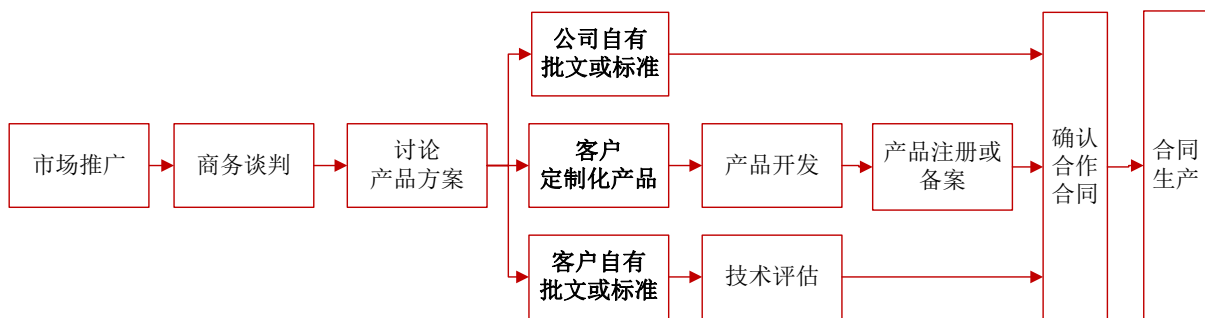 市场推广
商务谈判
讨论
产品方案
公司自有
批文或标准
客户
定制化产品
产品开发
产品注册或
备案
客户自有
批文或标准
技术评估
确认
合作
合同
合同
生产